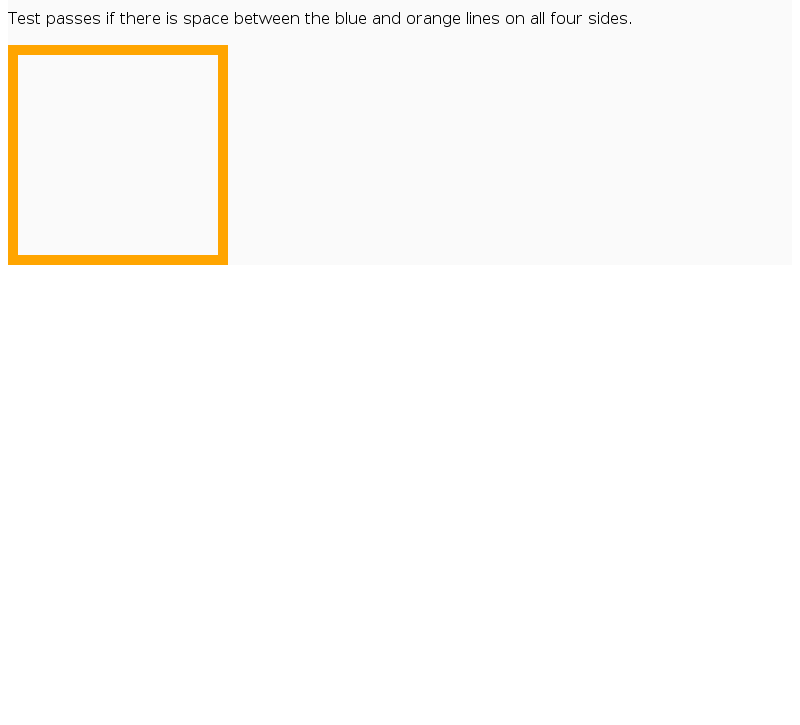 Test passes if there is space between the blue and orange lines on all four sides.